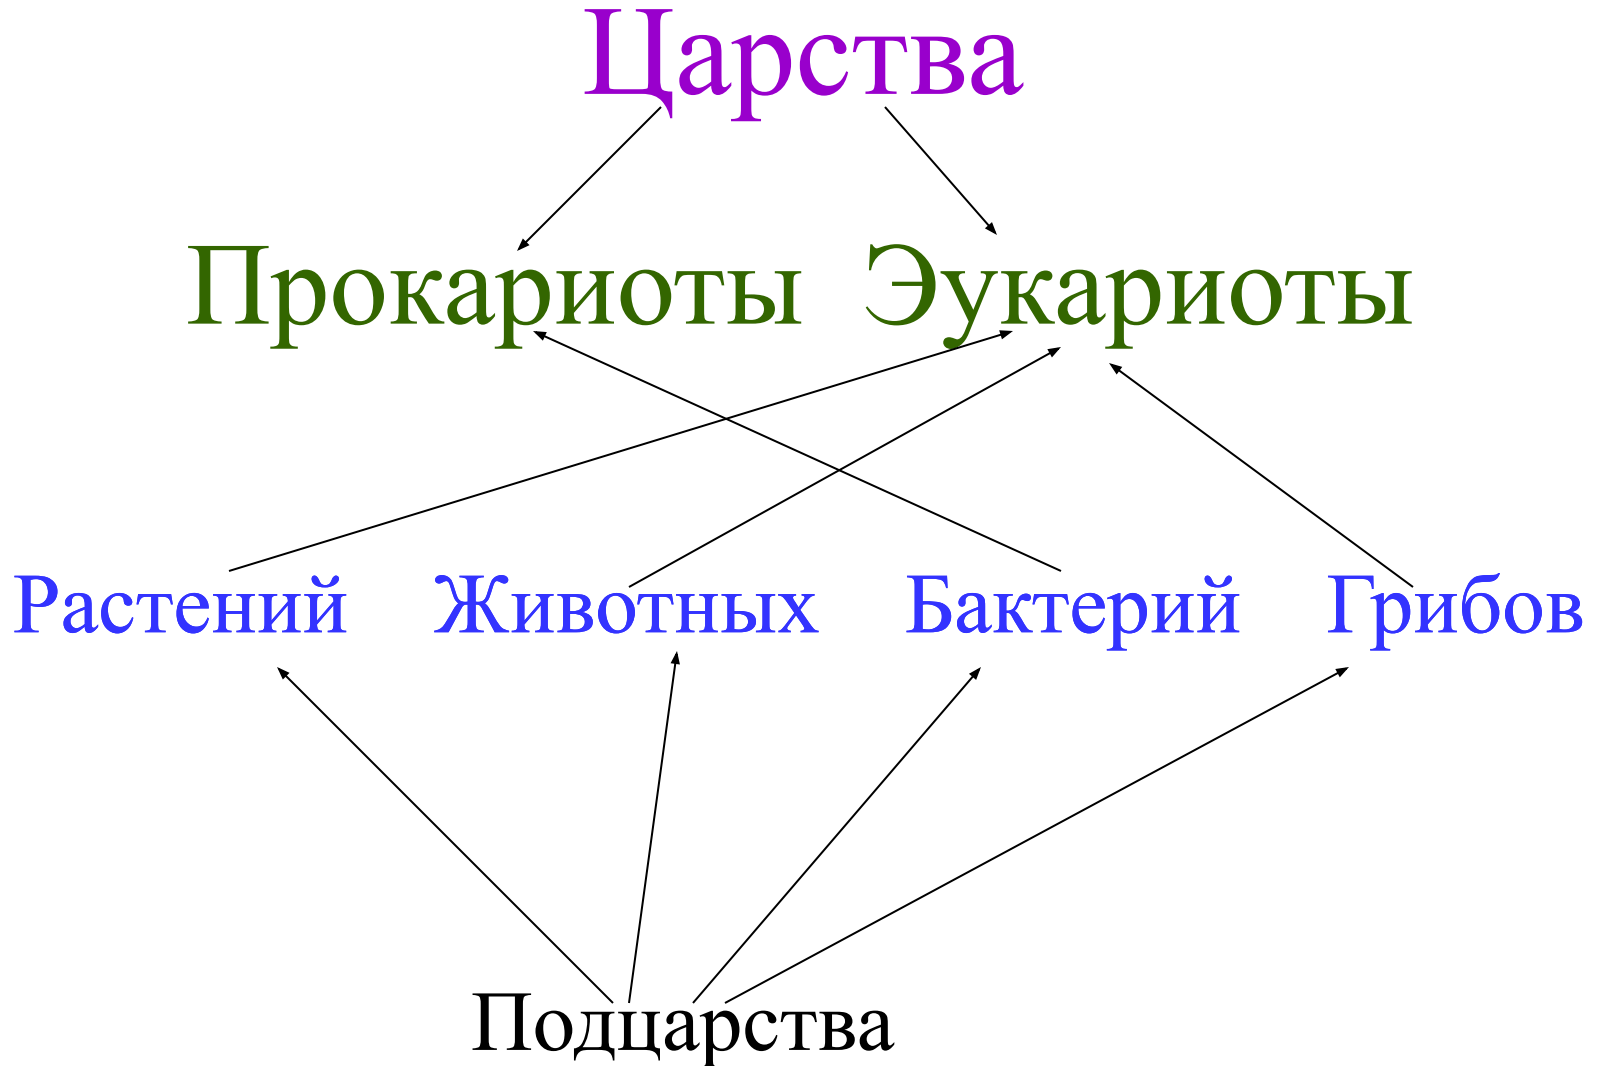 Царства
Прокариоты Эукариоты
Растений Животных Бактерий Грибов
Подцарства